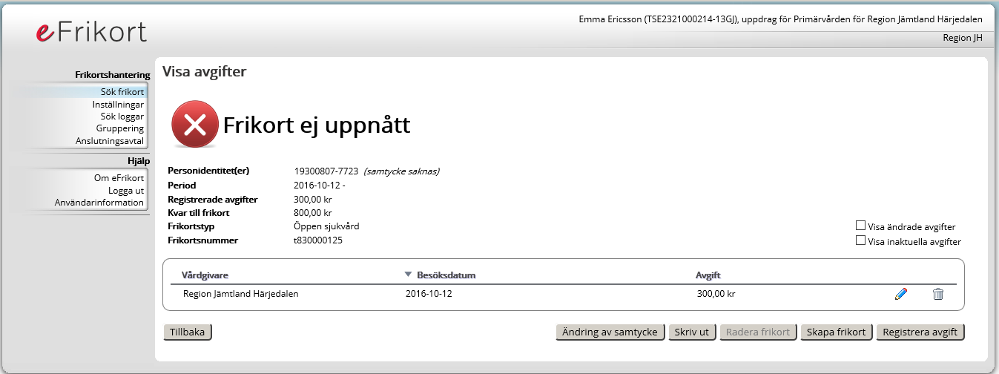 eFrikort
Emma Ericsson (TSE2321000214-13GJ), uppdrag för Primärvården för Region Jämtland Härjedalen
Region JH
Frikortshantering
Sök frikort
Inställningar
Sök loggar
Gruppering
Anslutningsavtal
Hjälp
Om eFrikort
Logga ut
Användarinformation
Visa avgifter
Frikort ej uppnått
Personidentitet(er) 19300807-7723 (samtycke saknas)
Period 2016-10-12 -
Registrerade avgifter 300,00 kr
Kvar till frikort 800,00 kr
Frikortstyp Öppen sjukvård
Frikortsnummer t830000125
Visa ändrade avgifter
Visa inaktuella avgifter
Vårdgivare Besöksdatum Avgift
Region Jämtland Härjedalen 2016-10-12 300,00 kr
Tillbaka Ändring av samtycke Skriv ut Radera frikort Skapa frikort Registrera avgift